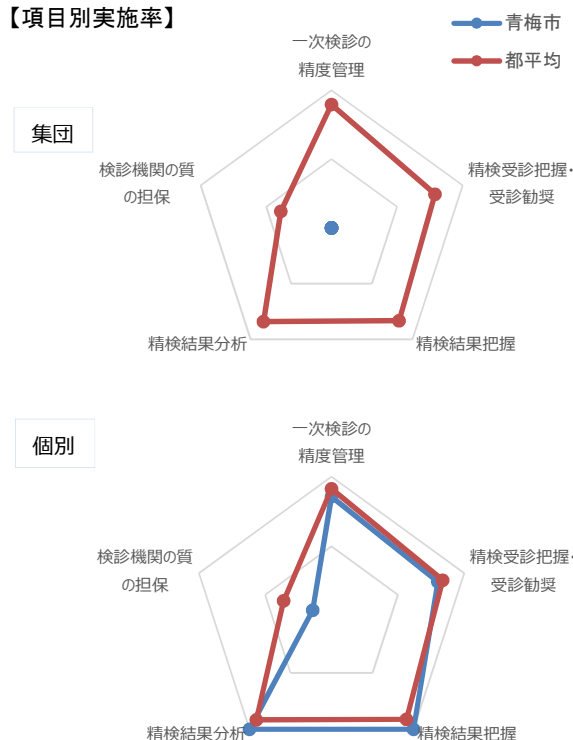 【項目別実施率】
青梅市
都平均
集団
一次検診の
精度管理
精検受診把握・
受診勧奨
精検結果把握
精検結果分析
検診機関の質
の担保
個別
一次検診の
精度管理
精検受診把握・
受診勧奨
精検結果把握
精検結果分析
検診機関の質
の担保